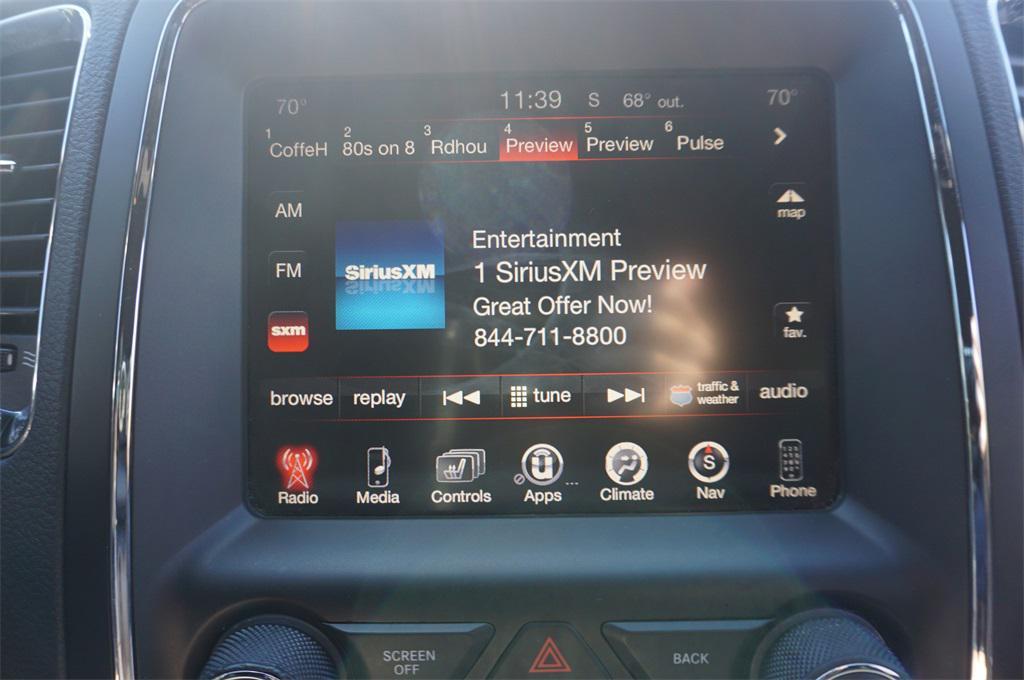 70° 11:39 S 68° out. 70°
1 CoffeH 2 80s on 8 3 Rdhou 4 Preview 5 Preview 6 Pulse
AM
map
FM
sxm
fav.
SiriusXM
Entertainment
1 SiriusXM Preview
Great Offer Now!
844-711-8800
browse replay tune traffic & weather audio
Radio Media Controls Apps ... Climate S Nav Phone
SCREEN OFF
BACK